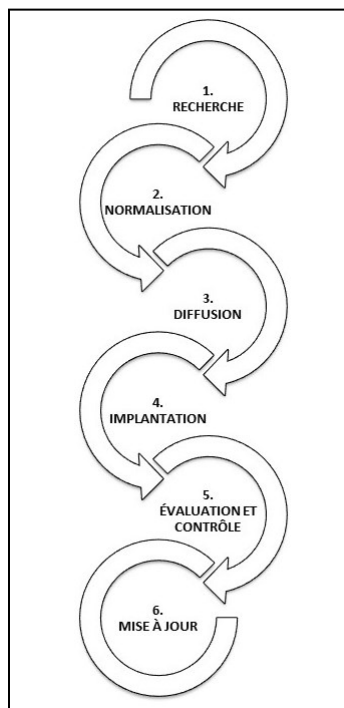 1.
RECHERCHE
2.
NORMALISATION
3.
DIFFUSION
4.
IMPLANTATION
5.
ÉVALUATION ET
CONTRÔLE
6.
MISE À JOUR